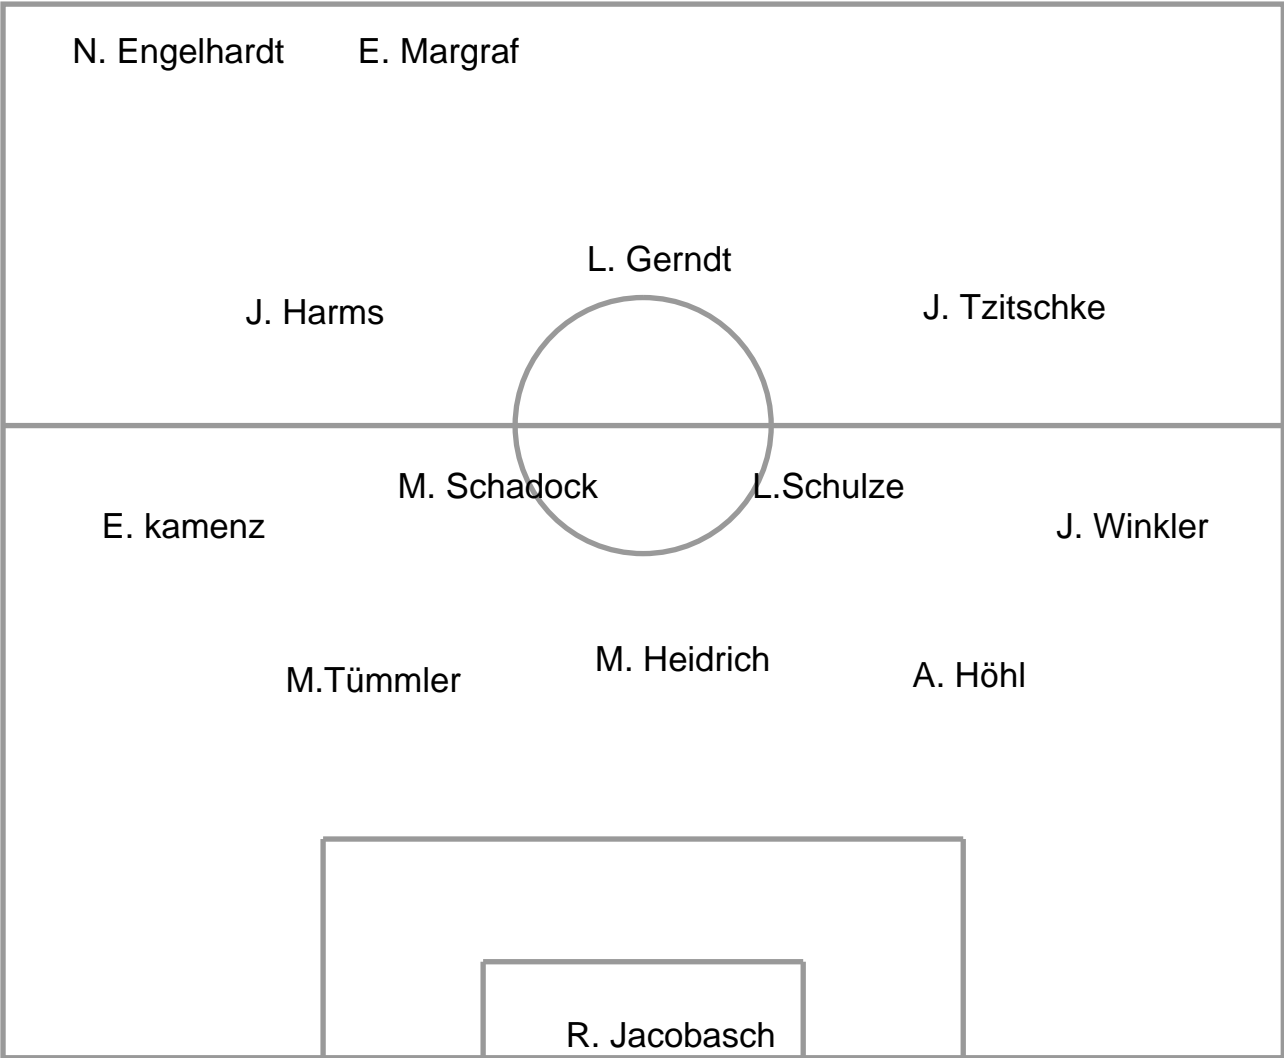 N. Engelhardt
E. Margraf
L. Gerndt
J. Harms
J. Tzitschke
M. Schadock
L.Schulze
E. kamenz
J. Winkler
M. Heidrich
M.Tümmler
A. Höhl
R. Jacobasch